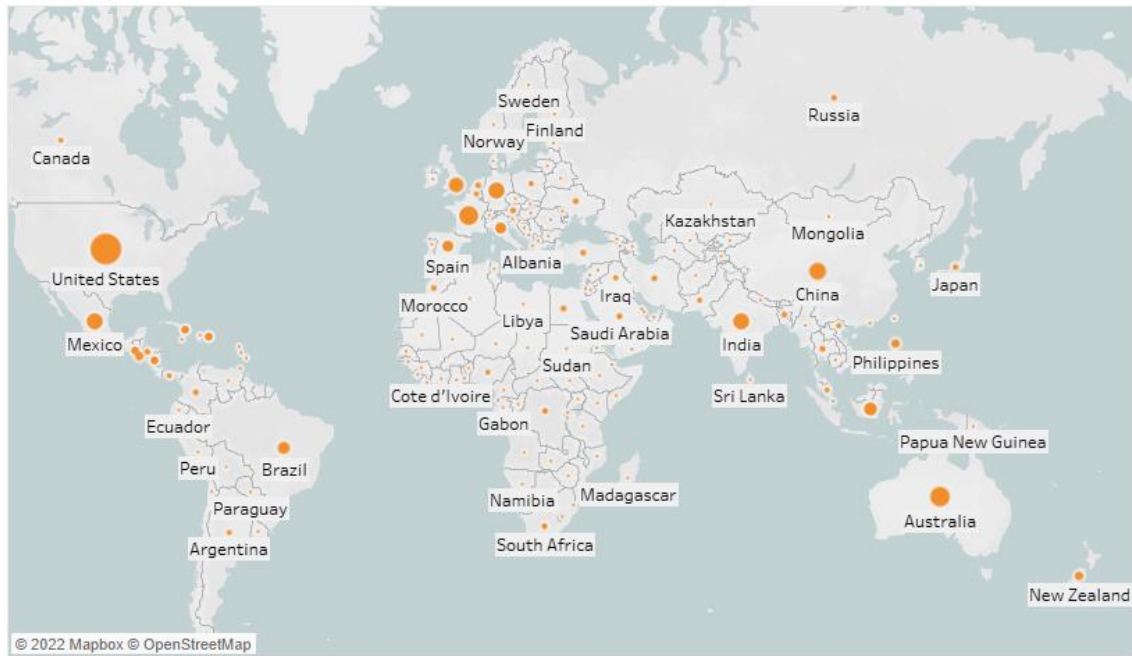 Sweden
Russia
Norway
Finland
Canada
Kazakhstan
Mongolia
Spain
Albania
United States
China
Japan
Morocco
Iraq
Libya
Saudi Arabia
Mexico
India
Philippines
Sudan
Cote d'Ivoire
Sri Lanka
Ecuador
Gabon
Papua New Guinea
Peru
Brazil
Namibia
Madagascar
Paraguay
Australia
Argentina
South Africa
New Zealand
© 2022 Mapbox © OpenStreetMap